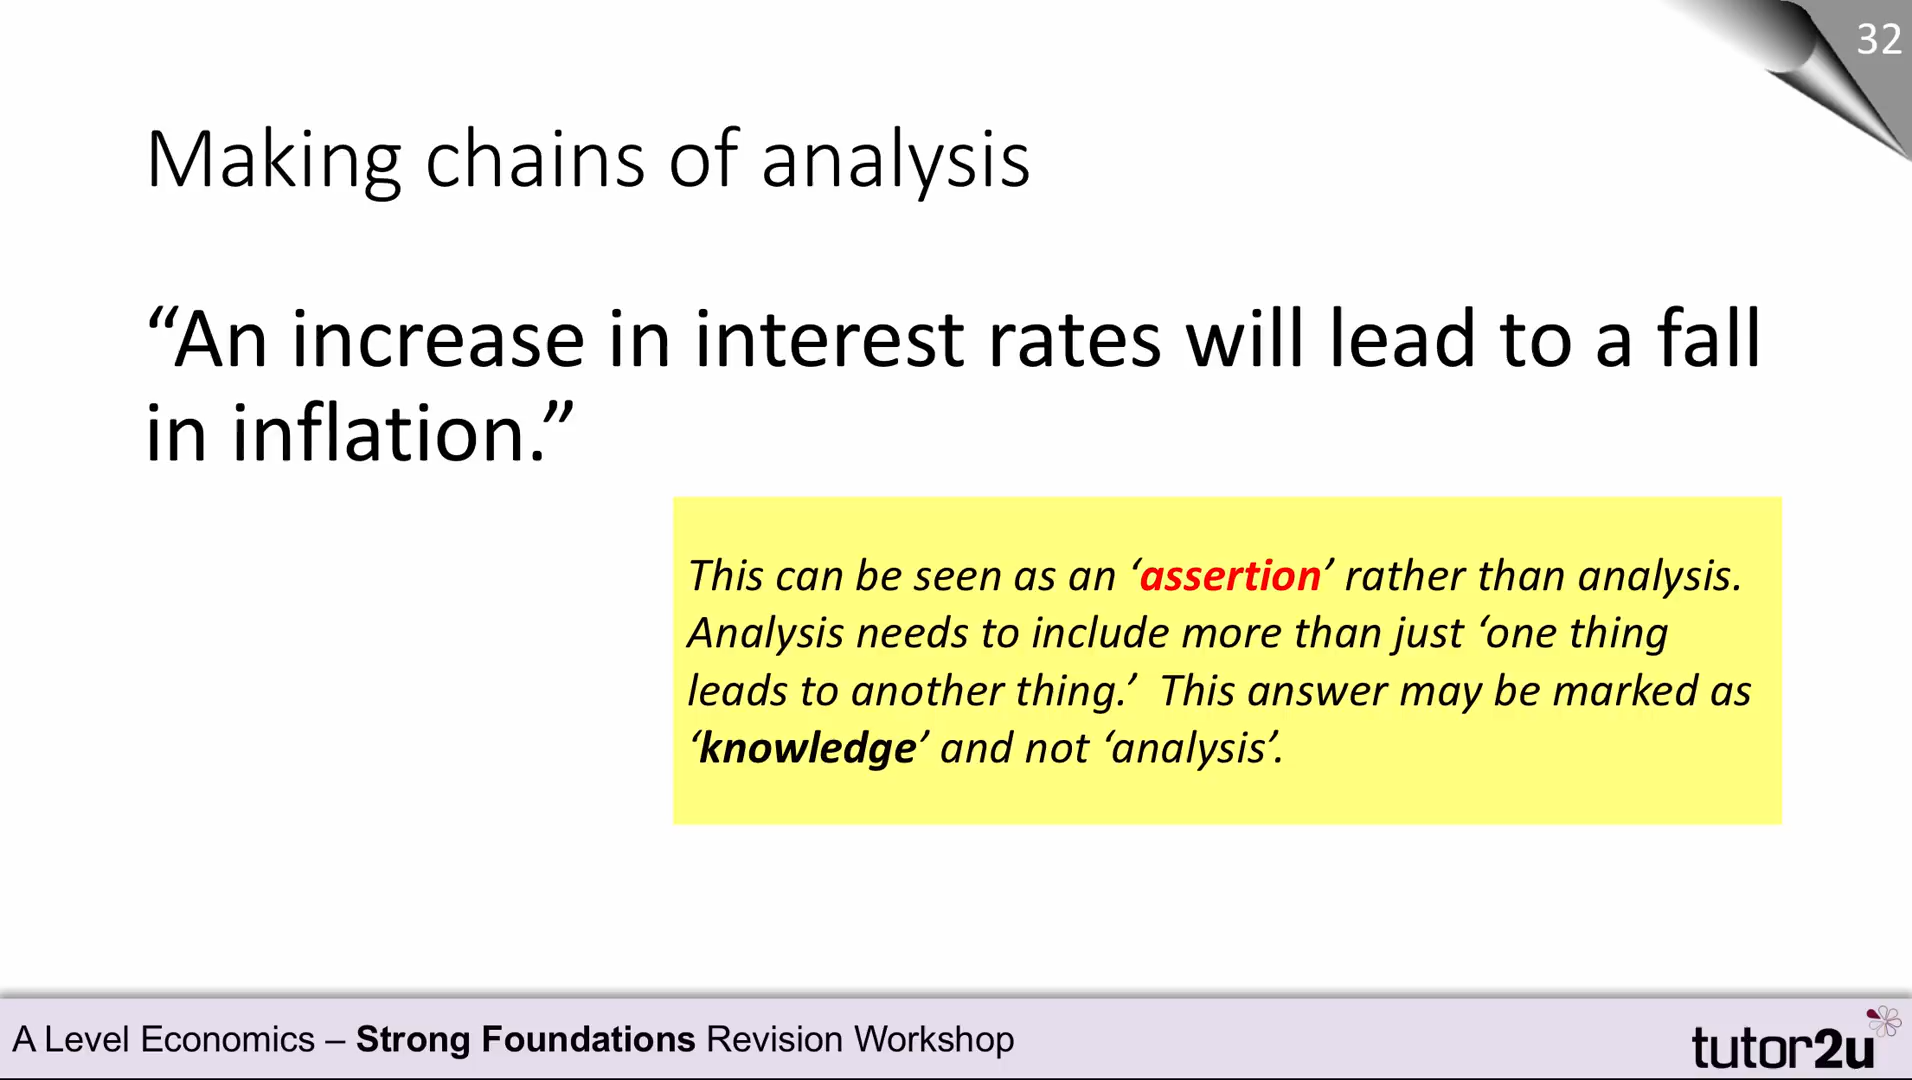 32
Making chains of analysis
“An increase in interest rates will lead to a fall
in inflation.”
This can be seen as an ‘assertion’ rather than analysis.
Analysis needs to include more than just ‘one thing
leads to another thing.’  This answer may be marked as
‘knowledge’ and not ‘analysis’.
A Level Economics – Strong Foundations Revision Workshop
tutor2u